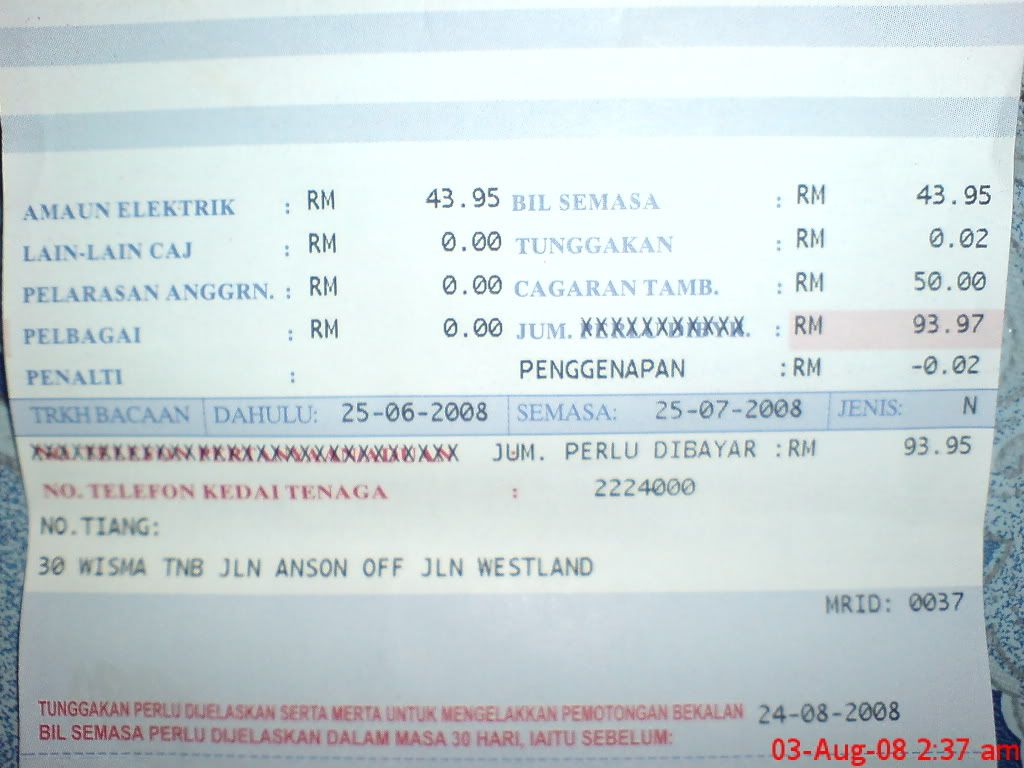 AMAUN ELEKTRIK : RM 43.95 BIL SEMASA : RM 43.95
LAIN-LAIN CAJ : RM 0.00 TUNGGAKAN : RM 0.02
PELARASAN ANGGRN. : RM 0.00 CAGARAN TAMB. : RM 50.00
PELBAGAI : RM 0.00 JUM. XXXXXXXXXXX. : RM 93.97
PENALTI : PENGGENAPAN :RM -0.02
TRKH BACAAN DAHULU: 25-06-2008 SEMASA: 25-07-2008 JENIS: N
JUM. PERLU DIBAYAR :RM 93.95
NO. TELEFON KEDAI TENAGA : 2224000
NO.TIANG:
30 WISMA TNB JLN ANSON OFF JLN WESTLAND
MRID: 0037
TUNGGAKAN PERLU DIJELASKAN SERTA MERTA UNTUK MENGELAKKAN PEMOTONGAN BEKALAN 24-08-2008
BIL SEMASA PERLU DIJELASKAN DALAM MASA 30 HARI, IAITU SEBELUM:
03-Aug-08 2:37 am